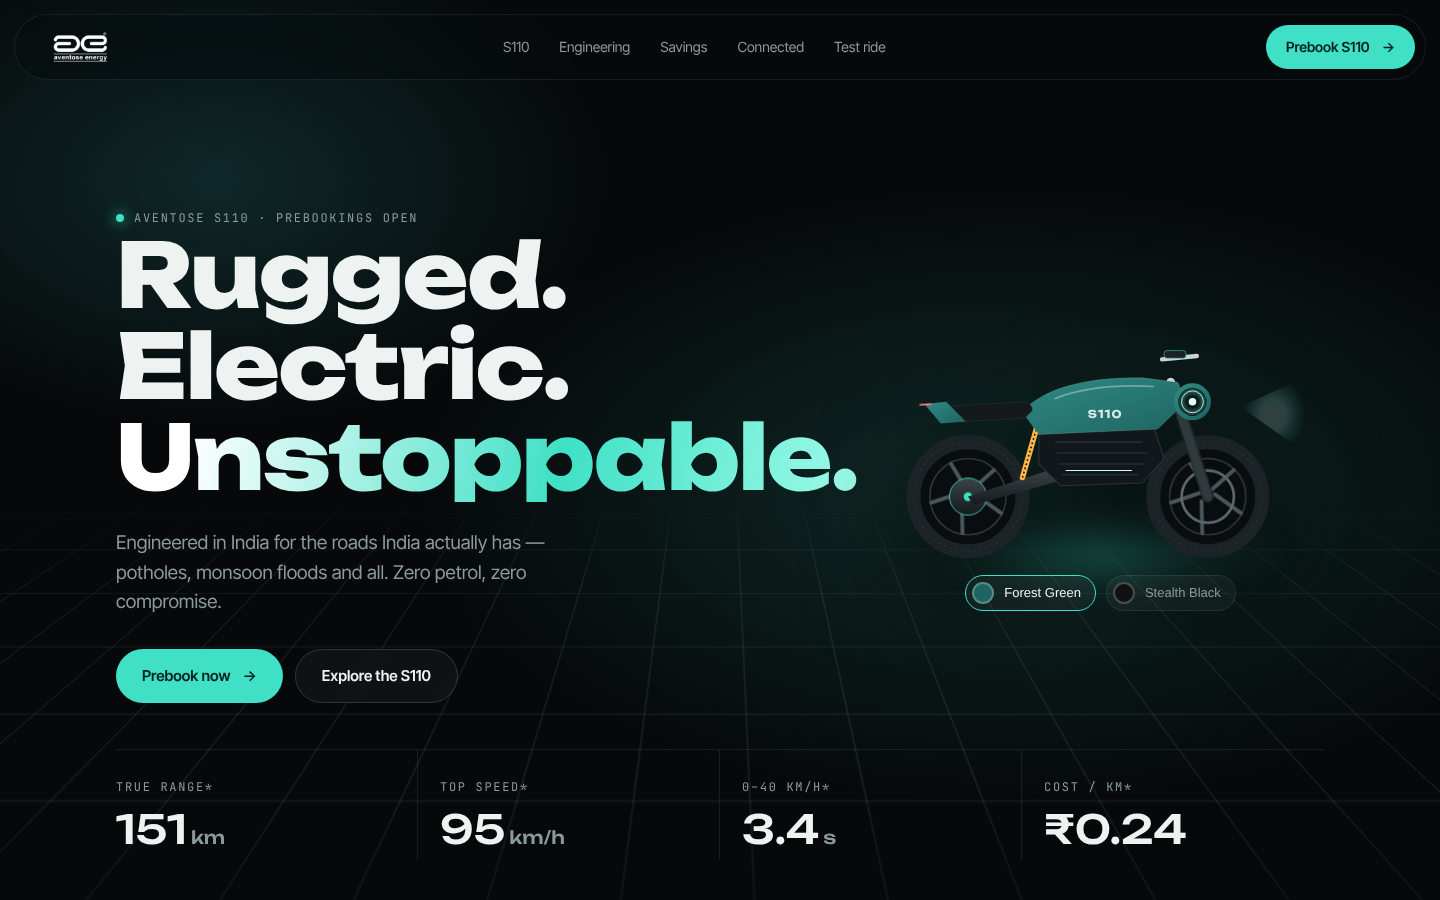 aventose energy
S110
Engineering
Savings
Connected
Test ride
Prebook S110 →
AVENTOSE S110 · PREBOOKINGS OPEN
Rugged.
Electric.
Unstoppable.
Engineered in India for the roads India actually has —
potholes, monsoon floods and all. Zero petrol, zero
compromise.
Prebook now →
Explore the S110
S110
Forest Green
Stealth Black
TRUE RANGE*
151 km
TOP SPEED*
95 km/h
0–40 KM/H*
3.4 s
COST / KM*
₹0.24